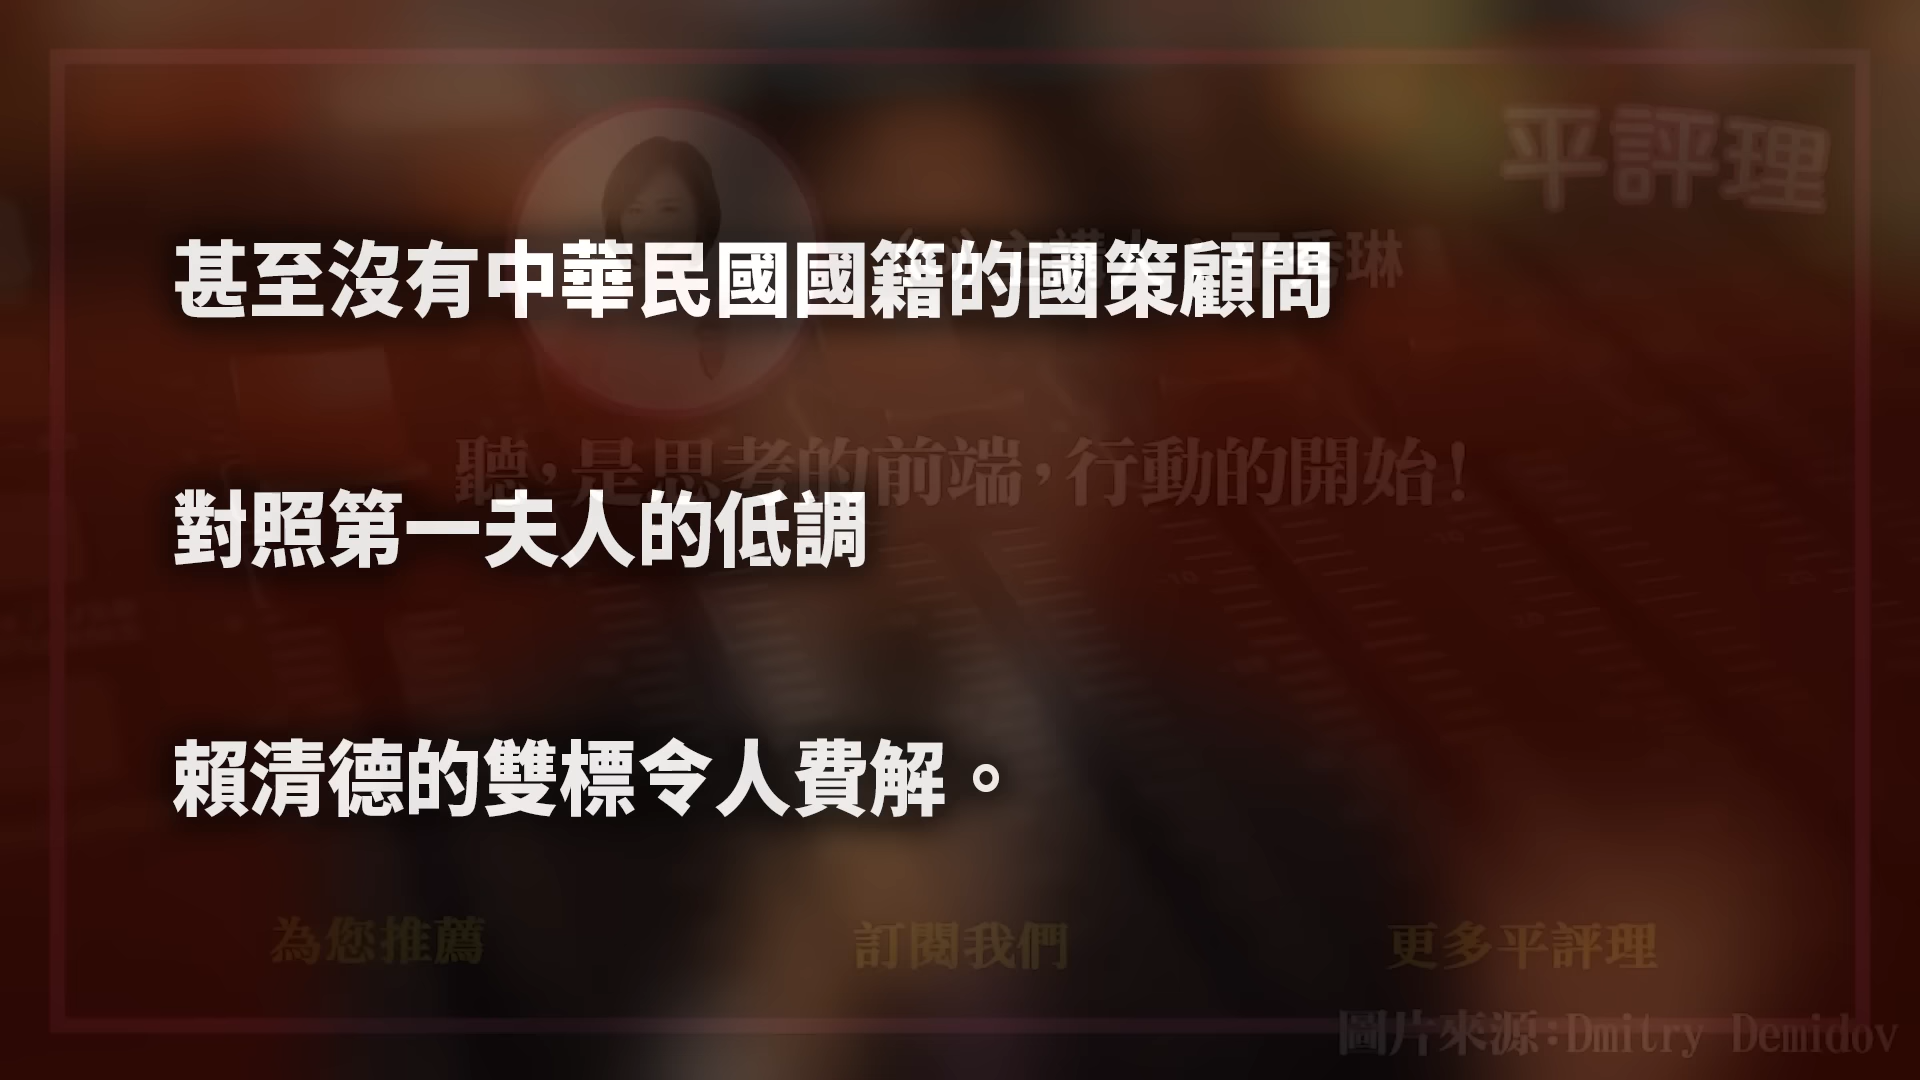 平評理
甚至沒有中華民國國籍的國策顧問
聽，是思考的前端，行動的開始！
對照第一夫人的低調
賴清德的雙標令人費解。
為您推薦
訂閱我們
更多平評理
圖片來源:Dmitry Demidov